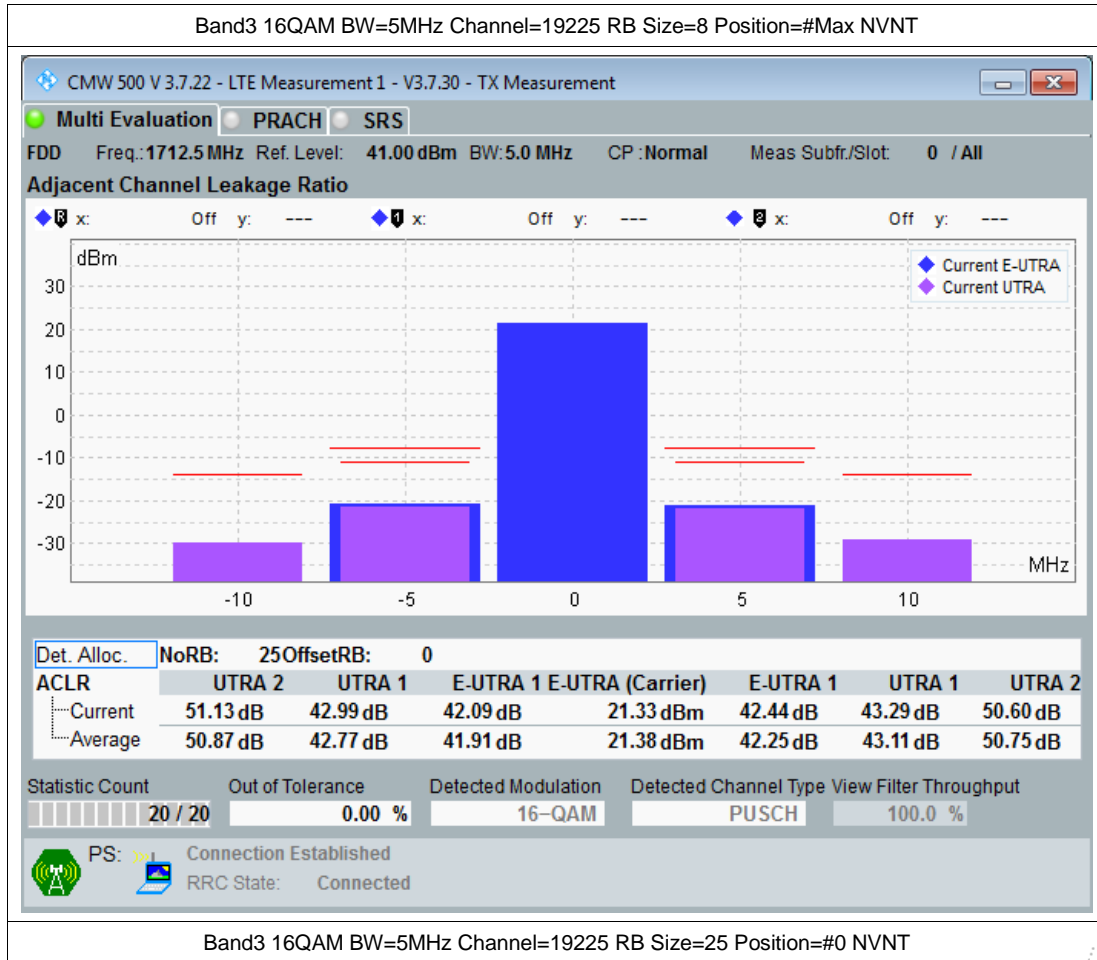 Band3 16QAM BW=5MHz Channel=19225 RB Size=8 Position=#Max NVNT
CMW 500 V 3.7.22 - LTE Measurement 1 - V3.7.30 - TX Measurement
Multi Evaluation PRACH SRS
FDD Freq.:1712.5 MHz Ref. Level: 41.00 dBm BW:5.0 MHz CP :Normal Meas Subfr./Slot: 0 / All
Adjacent Channel Leakage Ratio
R x: Off y: --- 1 x: Off y: --- 2 x: Off y: ---
dBm
Current E-UTRA
Current UTRA
30
20
10
0
-10
-20
-30
MHz
-10 -5 0 5 10
Det. Alloc. NoRB: 25 OffsetRB: 0
ACLR UTRA 2 UTRA 1 E-UTRA 1 E-UTRA (Carrier) E-UTRA 1 UTRA 1 UTRA 2
Current 51.13 dB 42.99 dB 42.09 dB 21.33 dBm 42.44 dB 43.29 dB 50.60 dB
Average 50.87 dB 42.77 dB 41.91 dB 21.38 dBm 42.25 dB 43.11 dB 50.75 dB
Statistic Count Out of Tolerance Detected Modulation Detected Channel Type View Filter Throughput
20 / 20 0.00 % 16-QAM PUSCH 100.0 %
PS: Connection Established
RRC State: Connected
Band3 16QAM BW=5MHz Channel=19225 RB Size=25 Position=#0 NVNT